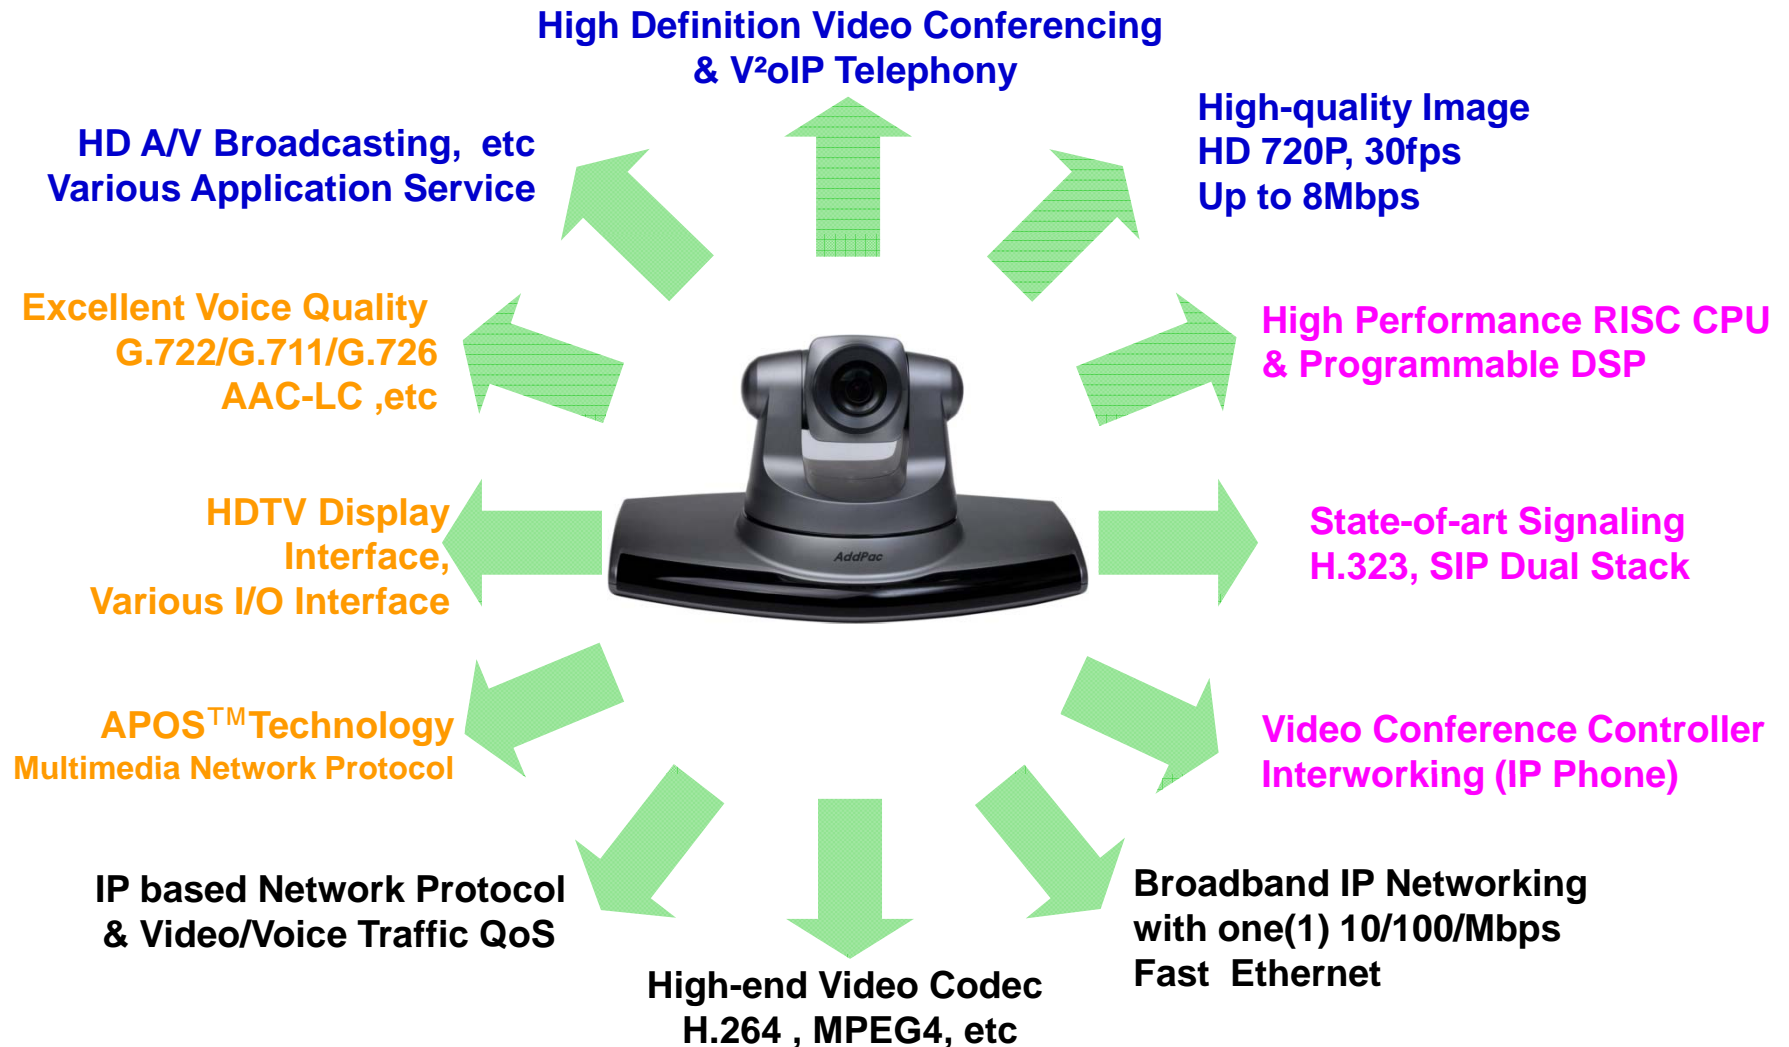 High Definition Video Conferencing
& V²oIP Telephony
High-quality Image
HD 720P, 30fps
Up to 8Mbps
HD A/V Broadcasting,  etc
Various Application Service
Excellent Voice Quality
G.722/G.711/G.726
AAC-LC ,etc
High Performance RISC CPU
& Programmable DSP
HDTV Display
Interface,
Various I/O Interface
AddPac
State-of-art Signaling
H.323, SIP Dual Stack
APOS™Technology
Multimedia Network Protocol
Video Conference Controller
Interworking (IP Phone)
IP based Network Protocol
& Video/Voice Traffic QoS
Broadband IP Networking
with one(1) 10/100/Mbps
Fast  Ethernet
High-end Video Codec
H.264 , MPEG4, etc